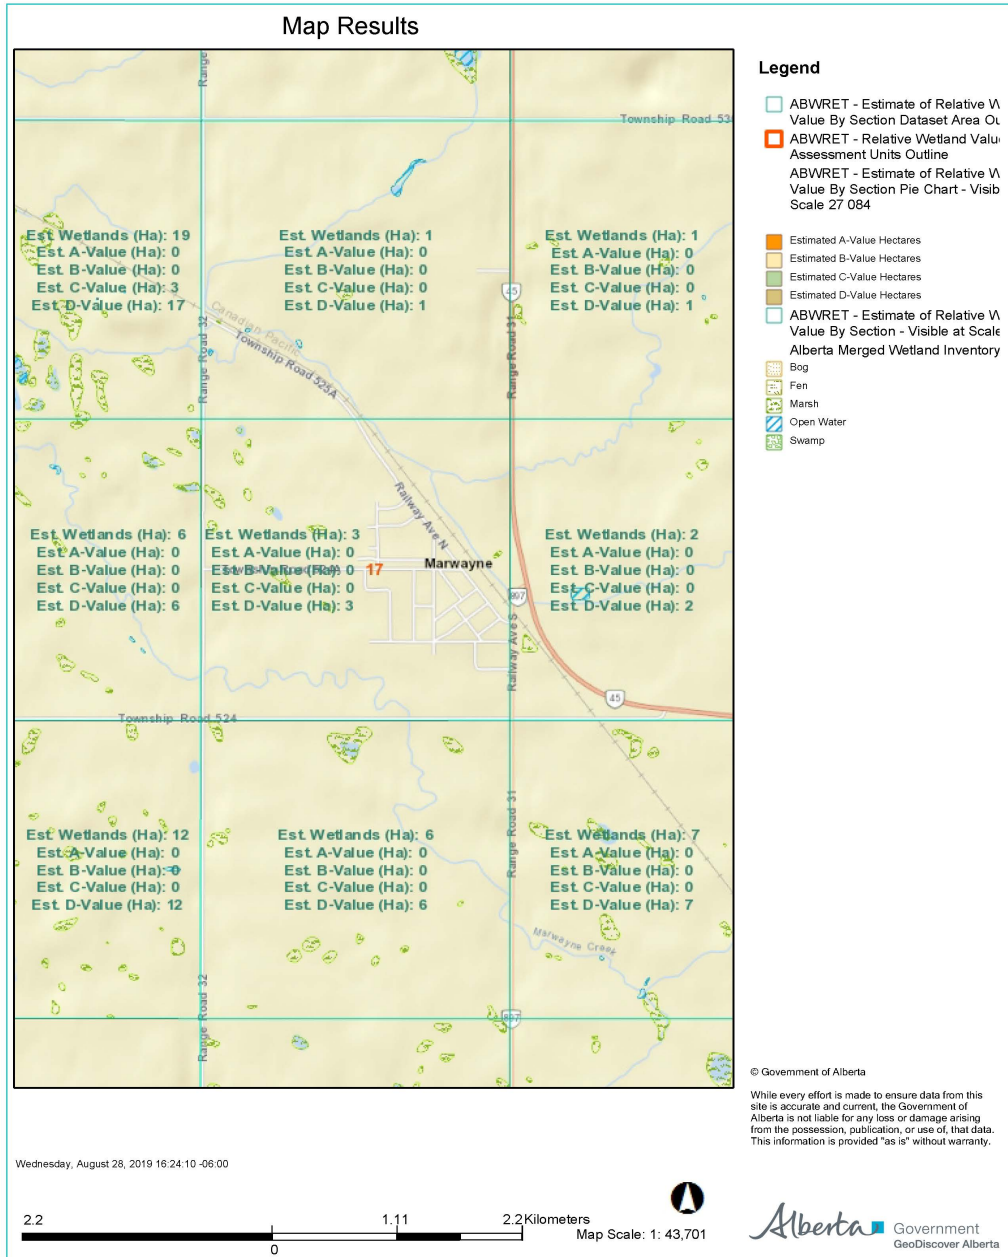 Map Results
Range
Township Road 530
Est. Wetlands (Ha): 19
Est. A-Value (Ha): 0
Est. B-Value (Ha): 0
Est. C-Value (Ha): 3
Est. D-Value (Ha): 17
Est. Wetlands (Ha): 1
Est. A-Value (Ha): 0
Est. B-Value (Ha): 0
Est. C-Value (Ha): 0
Est. D-Value (Ha): 1
Est. Wetlands (Ha): 1
Est. A-Value (Ha): 0
Est. B-Value (Ha): 0
Est. C-Value (Ha): 0
Est. D-Value (Ha): 1
45
Canadian Pacific
Township Road 525A
Range Road 32
Range Road 31
Railway Ave N
Est. Wetlands (Ha): 6
Est. A-Value (Ha): 0
Est. B-Value (Ha): 0
Est. C-Value (Ha): 0
Est. D-Value (Ha): 6
Est. Wetlands (Ha): 3
Est. A-Value (Ha): 0
Est. B-Value (Ha): 0
Est. C-Value (Ha): 0
Est. D-Value (Ha): 3
17
Marwayne
Est. Wetlands (Ha): 2
Est. A-Value (Ha): 0
Est. B-Value (Ha): 0
Est. C-Value (Ha): 0
Est. D-Value (Ha): 2
897
Railway Ave S
45
Township Road 524
Range Road 31
Est. Wetlands (Ha): 12
Est. A-Value (Ha): 0
Est. B-Value (Ha): 0
Est. C-Value (Ha): 0
Est. D-Value (Ha): 12
Est. Wetlands (Ha): 6
Est. A-Value (Ha): 0
Est. B-Value (Ha): 0
Est. C-Value (Ha): 0
Est. D-Value (Ha): 6
Est. Wetlands (Ha): 7
Est. A-Value (Ha): 0
Est. B-Value (Ha): 0
Est. C-Value (Ha): 0
Est. D-Value (Ha): 7
Marwayne Creek
Range Road 32
897
Legend
ABWRET - Estimate of Relative W
Value By Section Dataset Area Ou
ABWRET - Relative Wetland Valu
Assessment Units Outline
ABWRET - Estimate of Relative W
Value By Section Pie Chart - Visib
Scale 27 084
Estimated A-Value Hectares
Estimated B-Value Hectares
Estimated C-Value Hectares
Estimated D-Value Hectares
ABWRET - Estimate of Relative W
Value By Section - Visible at Scale
Alberta Merged Wetland Inventory
Bog
Fen
Marsh
Open Water
Swamp
© Government of Alberta
While every effort is made to ensure data from this
site is accurate and current, the Government of
Alberta is not liable for any loss or damage arising
from the possession, publication, or use of, that data.
This information is provided "as is" without warranty.
Wednesday, August 28, 2019 16:24:10 -06:00
2.2
1.11
2.2 Kilometers
0
Map Scale: 1: 43,701
Alberta Government
GeoDiscover Alberta